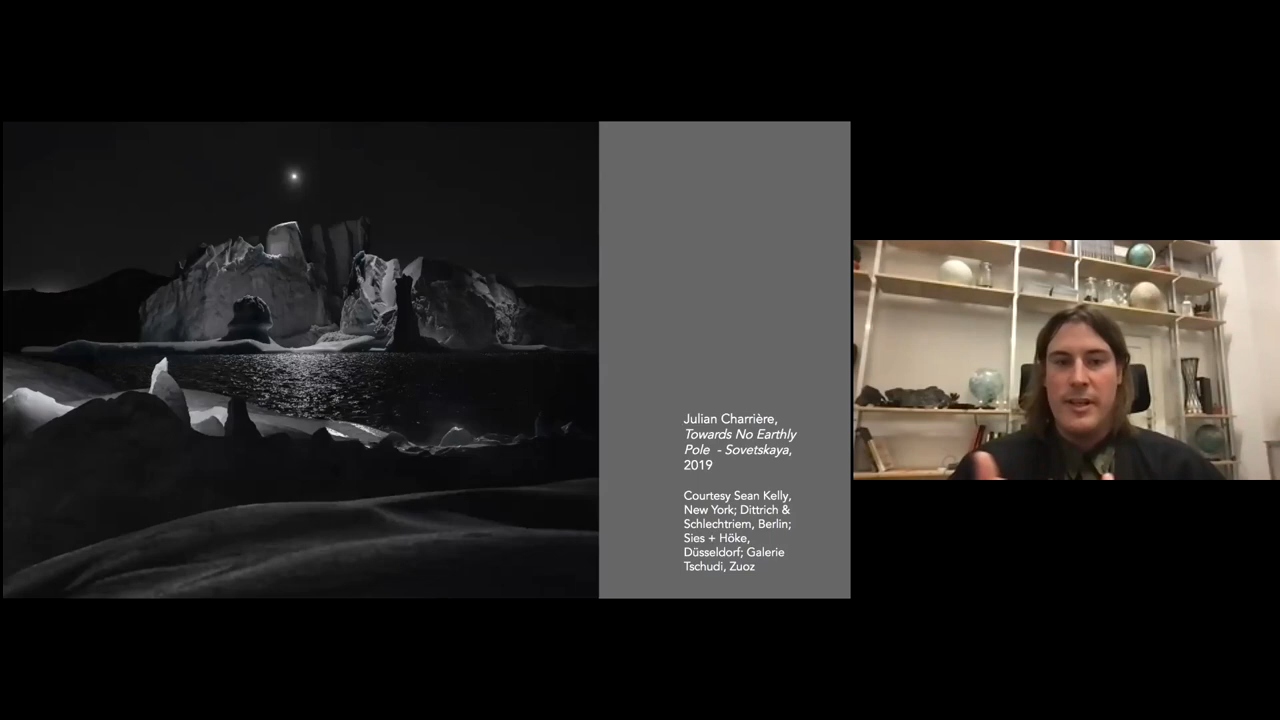 Julian Charrière,
Towards No Earthly
Pole - Sovetskaya,
2019
Courtesy Sean Kelly,
New York; Dittrich &
Schlechtriem, Berlin;
Sies + Höke,
Düsseldorf; Galerie
Tschudi, Zuoz